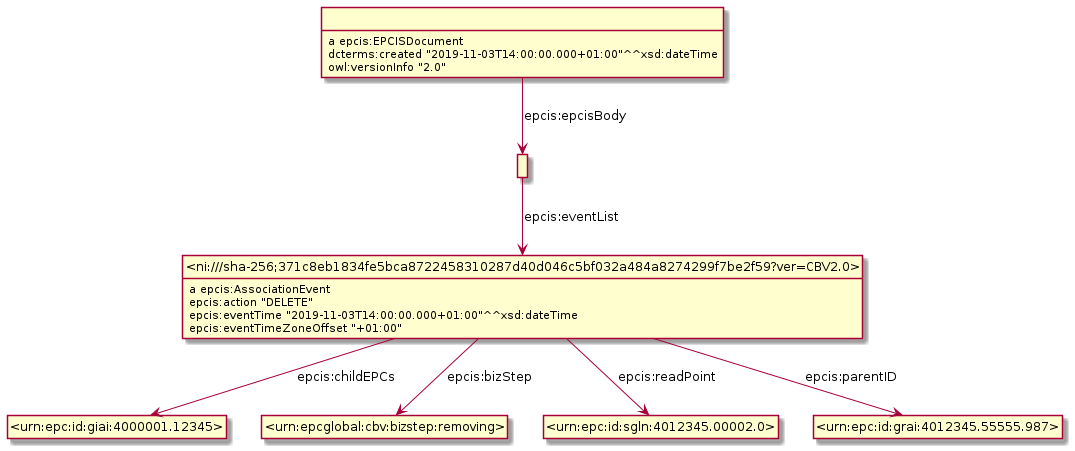 a epcis:EPCISDocument
dcterms:created "2019-11-03T14:00:00.000+01:00"^^xsd:dateTime
owl:versionInfo "2.0"
epcis:epcisBody
epcis:eventList
<ni:///sha-256;371c8eb1834fe5bca8722458310287d40d046c5bf032a484a8274299f7be2f59?ver=CBV2.0>
a epcis:AssociationEvent
epcis:action "DELETE"
epcis:eventTime "2019-11-03T14:00:00.000+01:00"^^xsd:dateTime
epcis:eventTimeZoneOffset "+01:00"
epcis:childEPCs
epcis:bizStep
epcis:readPoint
epcis:parentID
<urn:epc:id:giai:4000001.12345>
<urn:epcglobal:cbv:bizstep:removing>
<urn:epc:id:sgln:4012345.00002.0>
<urn:epc:id:grai:4012345.55555.987>